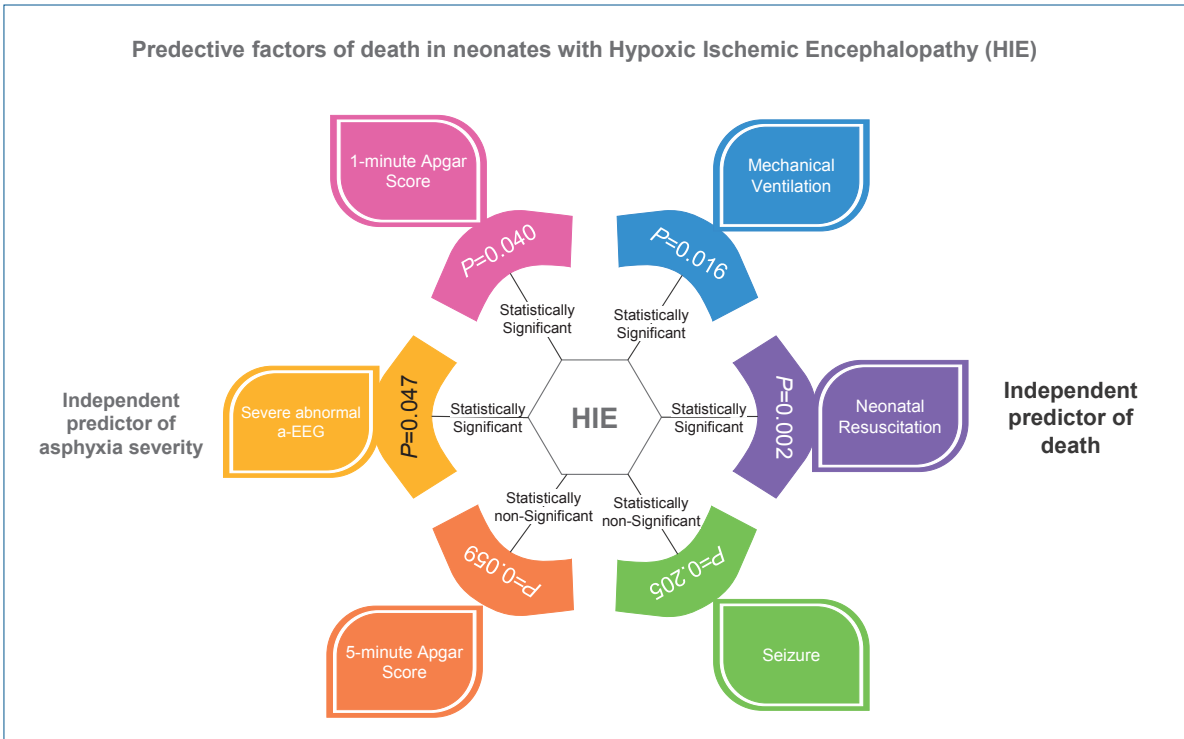 Predective factors of death in neonates with Hypoxic Ischemic Encephalopathy (HIE)
1-minute Apgar
Score
P=0.040
Statistically
Significant
Mechanical
Ventilation
P=0.016
Statistically
Significant
Independent
predictor of
asphyxia severity
Severe abnormal
a-EEG
P=0.047
Statistically
Significant
HIE
Statistically
Significant
P=0.002
Neonatal
Resuscitation
Independent
predictor of
death
Statistically
non-Significant
P=0.059
5-minute Apgar
Score
Statistically
non-Significant
P=0.205
Seizure